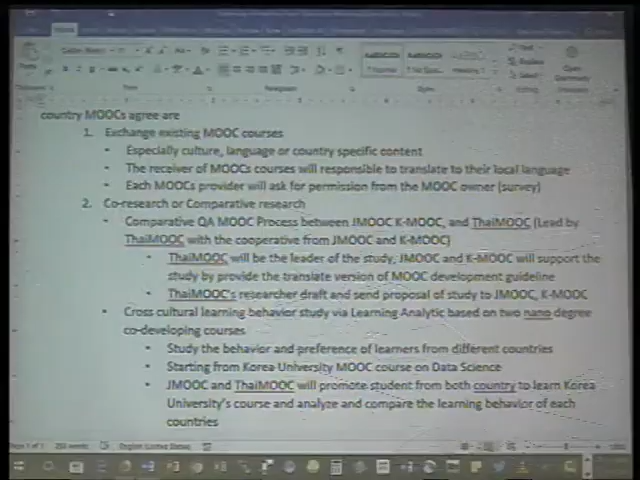 country MOOCs agree are
1. Exchange existing MOOC courses
• Especially culture, language or country specific content
• The receiver of MOOCs courses will responsible to translate to their local language
• Each MOOCs provider will ask for permission from the MOOC owner (survey)
2. Co-research or Comparative research
• Comparative QA MOOC Process between JMOOC K-MOOC, and ThaiMOOC (Lead by
ThaiMOOC with the cooperative from JMOOC and K-MOOC)
• ThaiMOOC will be the leader of the study, JMOOC and K-MOOC will support the
study by provide the translate version of MOOC development guideline
• ThaiMOOC's researcher draft and send proposal of study to JMOOC, K-MOOC
• Cross cultural learning behavior study via Learning Analytic based on two nano degree
co-developing courses
• Study the behavior and preference of learners from different countries
• Starting from Korea University MOOC course on Data Science
• JMOOC and ThaiMOOC will promote student from both country to learn Korea
University's course and analyze and compare the learning behavior of each
countries